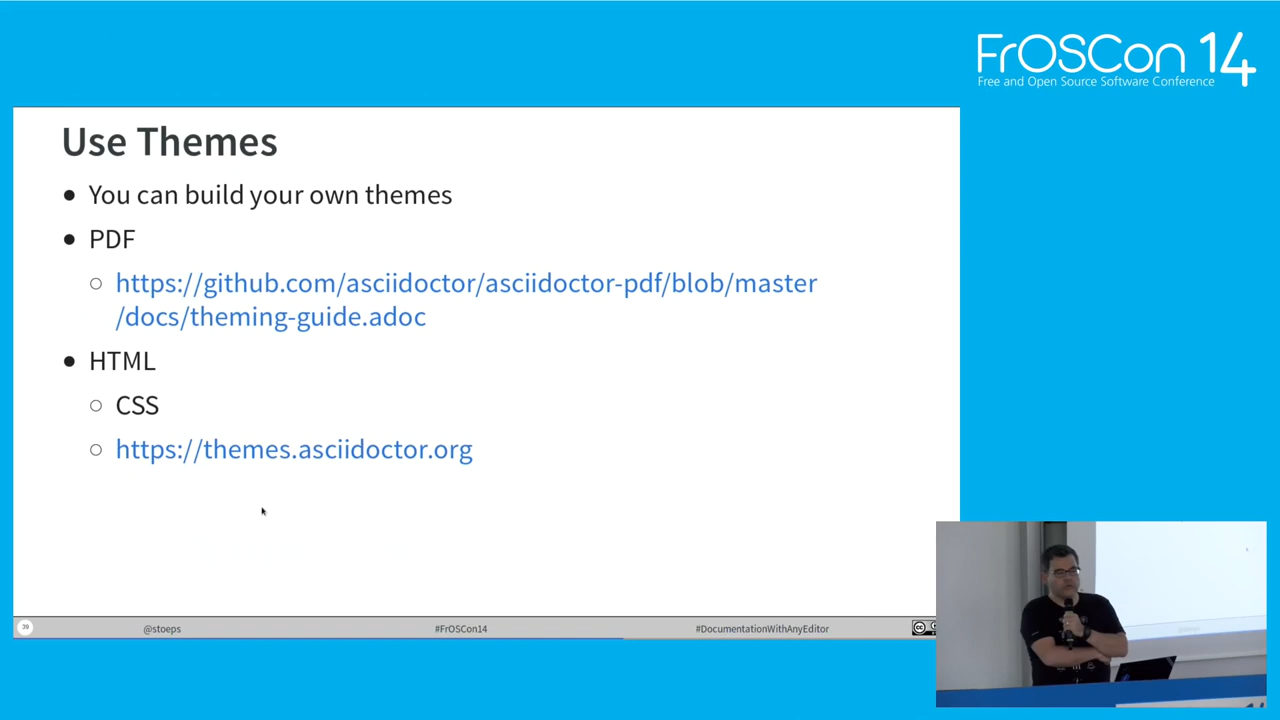 FrOSCon 14
Free and Open Source Software Conference
Use Themes
● You can build your own themes
● PDF
○ https://github.com/asciidoctor/asciidoctor-pdf/blob/master
/docs/theming-guide.adoc
● HTML
○ CSS
○ https://themes.asciidoctor.org
39
@stoeps
#FrOSCon14
#DocumentationWithAnyEditor
cc